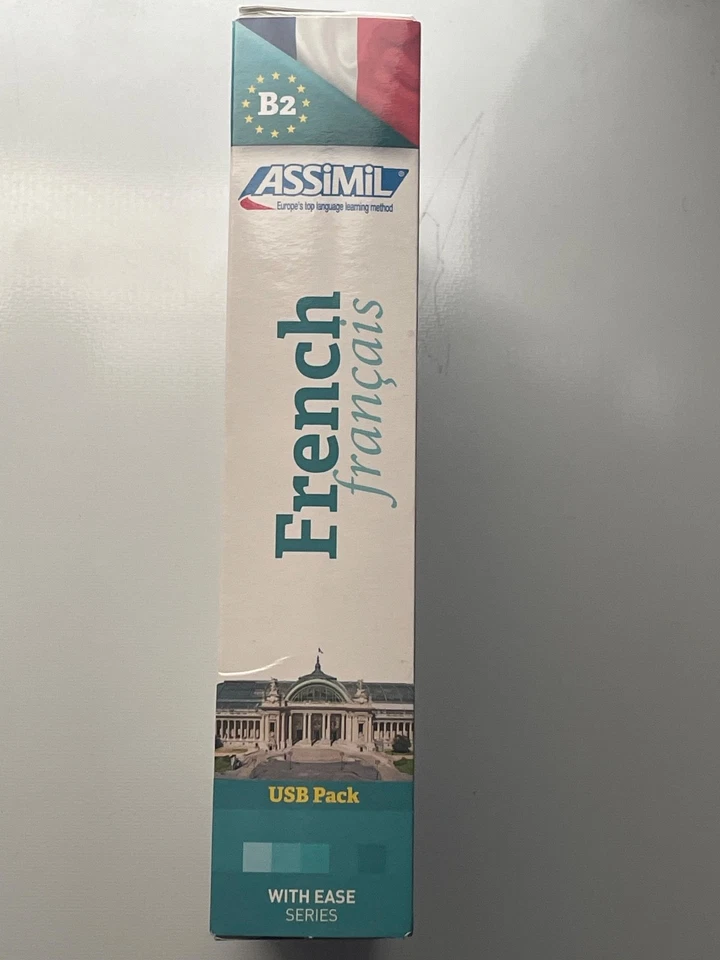 B2
ASSiMiL®
Europe's top language learning method
French
français
USB Pack
WITH EASE
SERIES